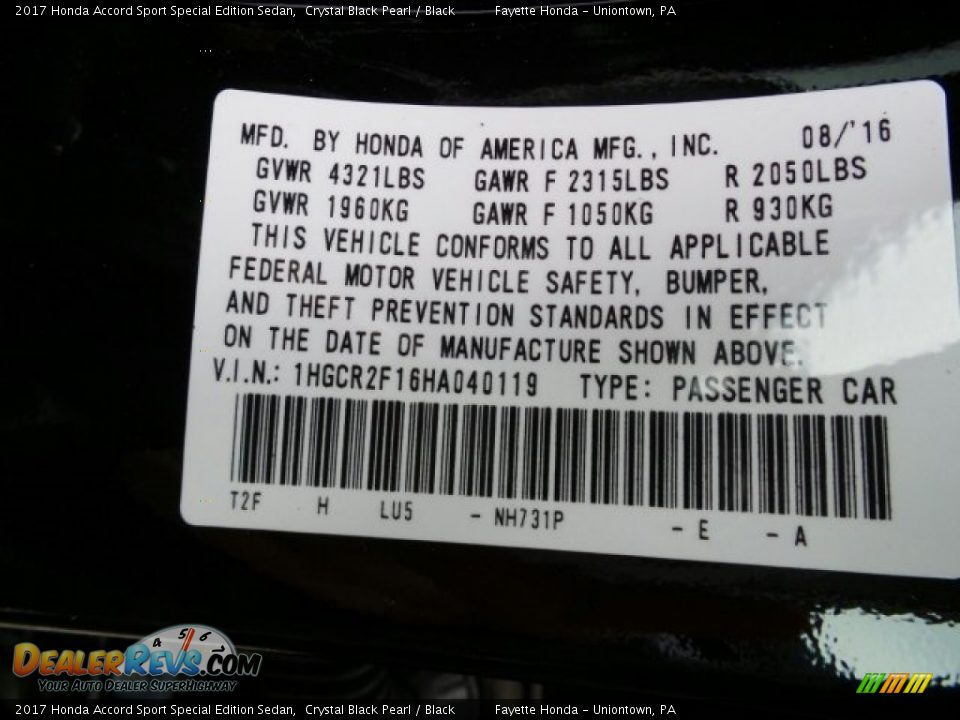 2017 Honda Accord Sport Special Edition Sedan, Crystal Black Pearl / Black Fayette Honda - Uniontown, PA
MFD. BY HONDA OF AMERICA MFG., INC. 08/'16
GVWR 4321LBS GAWR F 2315LBS R 2050LBS
GVWR 1960KG GAWR F 1050KG R 930KG
THIS VEHICLE CONFORMS TO ALL APPLICABLE
FEDERAL MOTOR VEHICLE SAFETY, BUMPER,
AND THEFT PREVENTION STANDARDS IN EFFECT
ON THE DATE OF MANUFACTURE SHOWN ABOVE.
V.I.N.: 1HGCR2F16HA040119 TYPE: PASSENGER CAR
T2F H LU5 - NH731P - E - A
4 5 6
DEALERREVS.COM
YOUR AUTO DEALER SUPERHIGHWAY
2017 Honda Accord Sport Special Edition Sedan, Crystal Black Pearl / Black Fayette Honda - Uniontown, PA